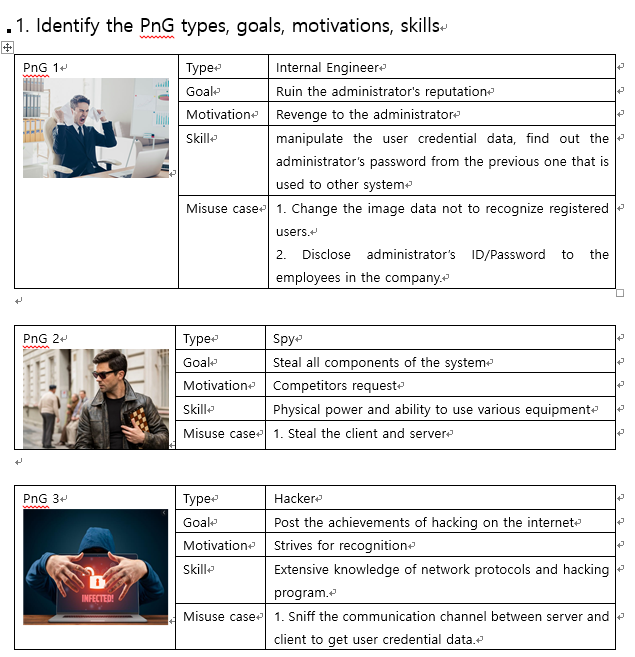 1. Identify the PnG types, goals, motivations, skills
PnG 1
Type
Internal Engineer
Goal
Ruin the administrator's reputation
Motivation
Revenge to the administrator
Skill
manipulate the user credential data, find out the
administrator's password from the previous one that is
used to other system
Misuse case
1. Change the image data not to recognize registered
users.
2. Disclose administrator's ID/Password to the
employees in the company.
PnG 2
Type
Spy
Goal
Steal all components of the system
Motivation
Competitors request
Skill
Physical power and ability to use various equipment
Misuse case
1. Steal the client and server
PnG 3
INFECTED!
Type
Hacker
Goal
Post the achievements of hacking on the internet
Motivation
Strives for recognition
Skill
Extensive knowledge of network protocols and hacking
program.
Misuse case
1. Sniff the communication channel between server and
client to get user credential data.